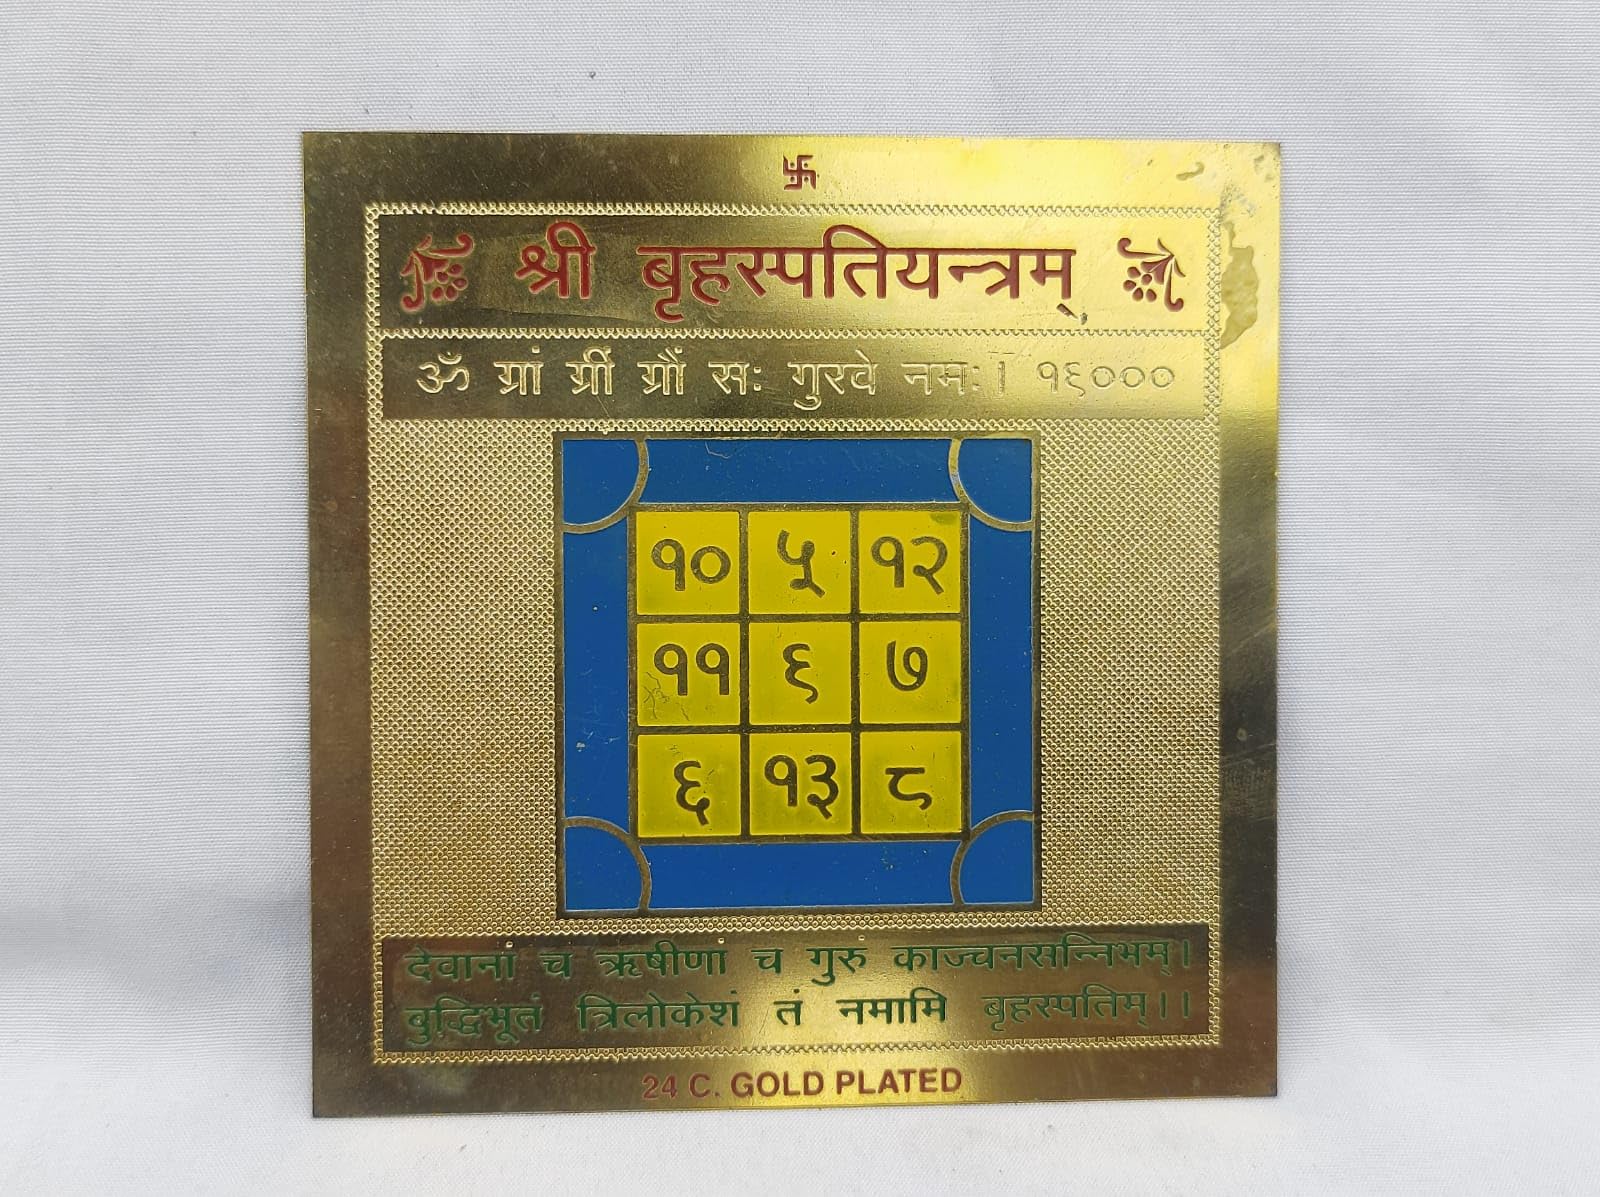 श्री बृहस्पतियन्त्रम्
ॐ ग्रां ग्रीं ग्रौं सः गुरवे नमः। १९०००
१० ५ १२
११ ९ ७
६ १३ ८
देवानां च ऋषीणां च गुरुं काज्चनसन्निभम्।
बुद्धिभूतं त्रिलोकेशं तं नमामि बृहस्पतिम्।।
24 C. GOLD PLATED